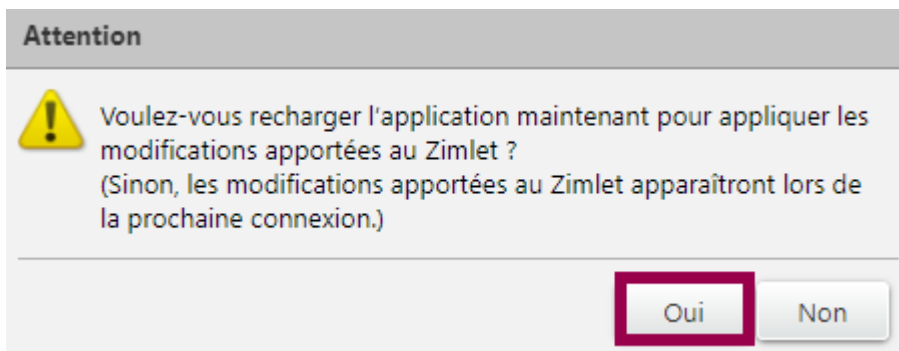 Attention
Voulez-vous recharger l'application maintenant pour appliquer les
modifications apportées au Zimlet ?
(Sinon, les modifications apportées au Zimlet apparaîtront lors de
la prochaine connexion.)
Oui Non